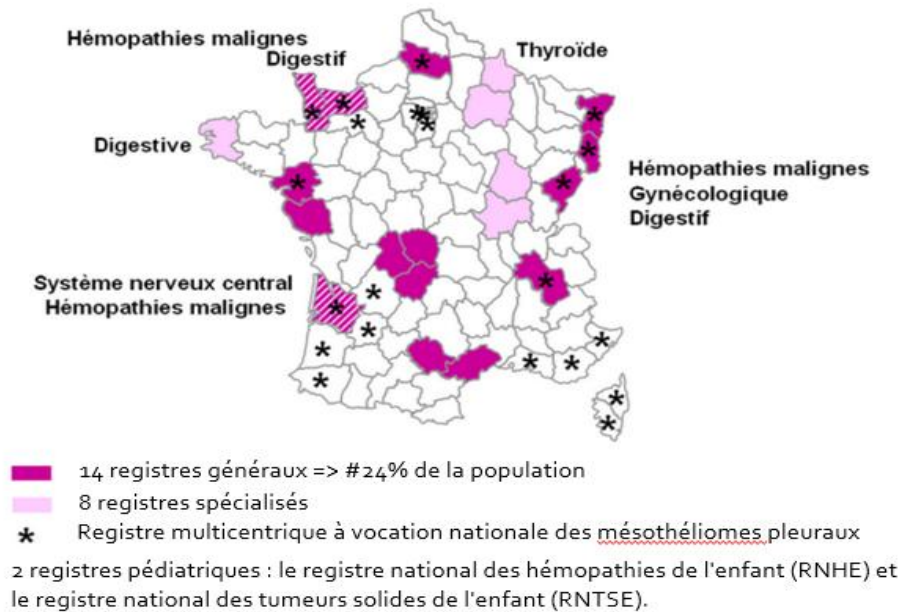 Hémopathies malignes
Digestif
Thyroïde
Digestive
Hémopathies malignes
Gynécologique
Digestif
Système nerveux central
Hémopathies malignes
14 registres généraux => #24% de la population
8 registres spécialisés
* Registre multicentrique à vocation nationale des mésothéliomes pleuraux
2 registres pédiatriques : le registre national des hémopathies de l'enfant (RNHE) et
le registre national des tumeurs solides de l'enfant (RNTSE).